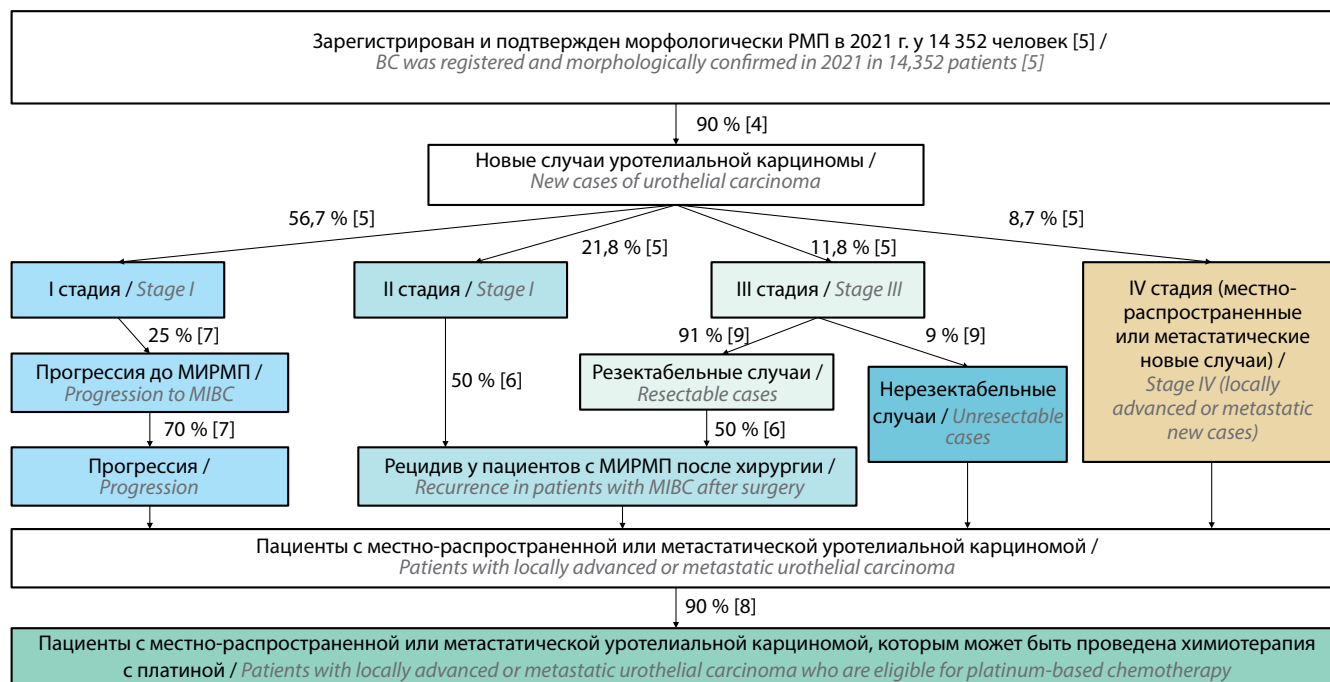 Зарегистрирован и подтвержден морфологически РМП в 2021 г. у 14 352 человек [5] /
BC was registered and morphologically confirmed in 2021 in 14,352 patients [5]
90 % [4]
Новые случаи уротелиальной карциномы /
New cases of urothelial carcinoma
56,7 % [5]
21,8 % [5]
11,8 % [5]
8,7 % [5]
I стадия / Stage I
II стадия / Stage I
III стадия / Stage III
IV стадия (местно-
распространенные
или метастатические
новые случаи) /
Stage IV (locally
advanced or metastatic
new cases)
25 % [7]
91 % [9]
9 % [9]
Прогрессия до МИРМП /
Progression to MIBC
50 % [6]
Резектабельные случаи /
Resectable cases
Нерезектабельные
случаи / Unresectable
cases
70 % [7]
50 % [6]
Прогрессия /
Progression
Рецидив у пациентов с МИРМП после хирургии /
Recurrence in patients with MIBC after surgery
Пациенты с местно-распространенной или метастатической уротелиальной карциномой /
Patients with locally advanced or metastatic urothelial carcinoma
90 % [8]
Пациенты с местно-распространенной или метастатической уротелиальной карциномой, которым может быть проведена химиотерапия
с платиной / Patients with locally advanced or metastatic urothelial carcinoma who are eligible for platinum-based chemotherapy